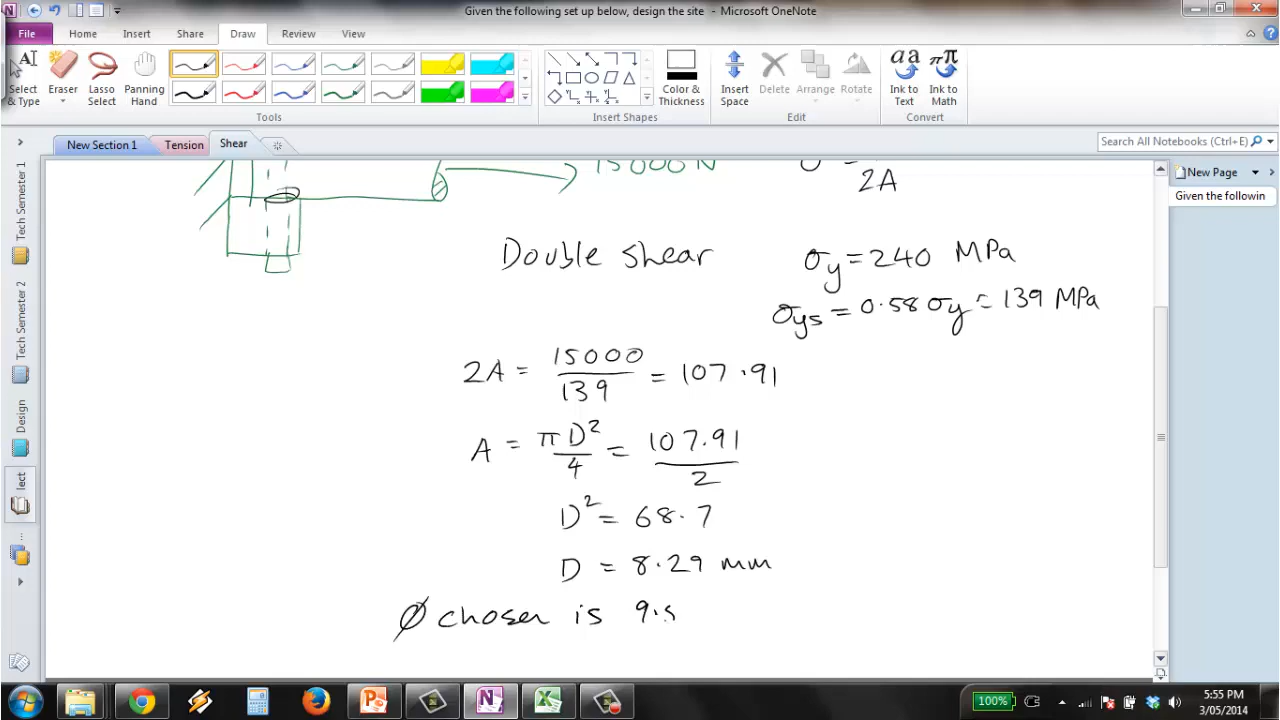 Given the following set up below, design the site - Microsoft OneNote
File Home Insert Share Draw Review View
Select & Type Eraser Lasso Select Panning Hand Color & Thickness Insert Space Delete Arrange Rotate Ink to Text Ink to Math
Tools Insert Shapes Edit Convert
New Section 1 Tension Shear Search All Notebooks (Ctrl+E)
New Page
Given the followin
Tech Semester 1
Tech Semester 2
Design
lect
15000N
2A
Double shear σy = 240 MPa
σys = 0.58 σy = 139 MPa
2A = 15000/139 = 107.91
A = πD²/4 = 107.91/2
D² = 68.7
D = 8.29 mm
Ø chosen is 9.
100% 5:55 PM
3/05/2014